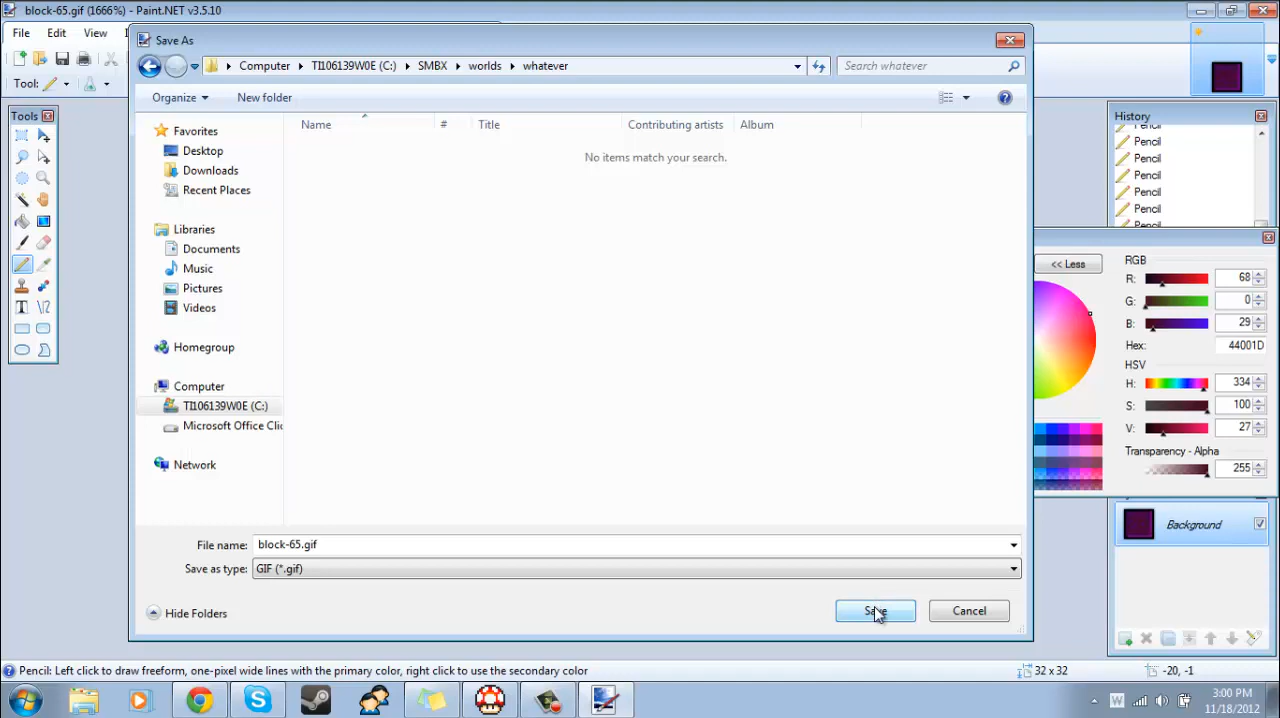 block-65.gif (1666%) - Paint.NET v3.5.10
File Edit View
Tool:
Save As
Computer TI106139W0E (C:) SMBX worlds whatever
Search whatever
Organize New folder
Name # Title Contributing artists Album
No items match your search.
Favorites
Desktop
Downloads
Recent Places
Libraries
Documents
Music
Pictures
Videos
Homegroup
Computer
TI106139W0E (C:)
Microsoft Office Clic
Network
File name: block-65.gif
Save as type: GIF (*.gif)
Hide Folders
Save Cancel
Tools
History
Pencil
Pencil
Pencil
Pencil
Pencil
<< Less
RGB
R: 68
G: 0
B: 29
Hex: 44001D
HSV
H: 334
S: 100
V: 27
Transparency - Alpha
255
Background
Pencil: Left click to draw freeform, one-pixel wide lines with the primary color, right click to use the secondary color
32 x 32
-20, -1
3:00 PM
11/18/2012